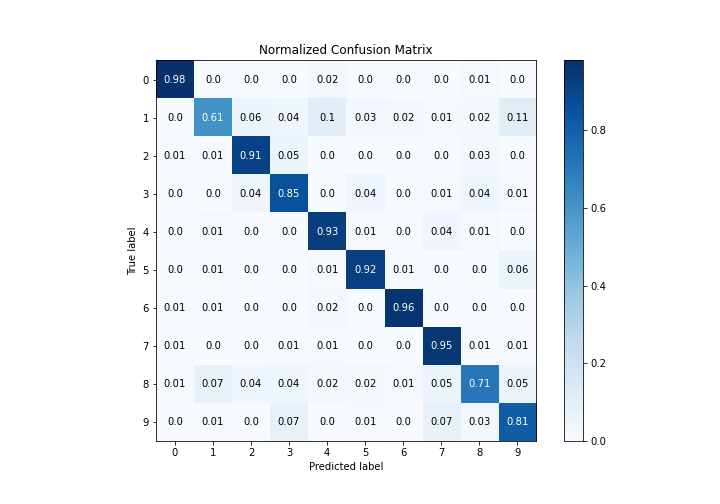 Normalized Confusion Matrix
0 0.98 0.0 0.0 0.0 0.02 0.0 0.0 0.0 0.01 0.0
1 0.0 0.61 0.06 0.04 0.1 0.03 0.02 0.01 0.02 0.11
2 0.01 0.01 0.91 0.05 0.0 0.0 0.0 0.0 0.03 0.0
3 0.0 0.0 0.04 0.85 0.0 0.04 0.0 0.01 0.04 0.01
4 0.0 0.01 0.0 0.0 0.93 0.01 0.0 0.04 0.01 0.0
5 0.0 0.01 0.0 0.0 0.01 0.92 0.01 0.0 0.0 0.06
6 0.01 0.01 0.0 0.0 0.02 0.0 0.96 0.0 0.0 0.0
7 0.01 0.0 0.0 0.01 0.01 0.0 0.0 0.95 0.01 0.01
8 0.01 0.07 0.04 0.04 0.02 0.02 0.01 0.05 0.71 0.05
9 0.0 0.01 0.0 0.07 0.0 0.01 0.0 0.07 0.03 0.81
0 1 2 3 4 5 6 7 8 9
True label
Predicted label
0.8
0.6
0.4
0.2
0.0